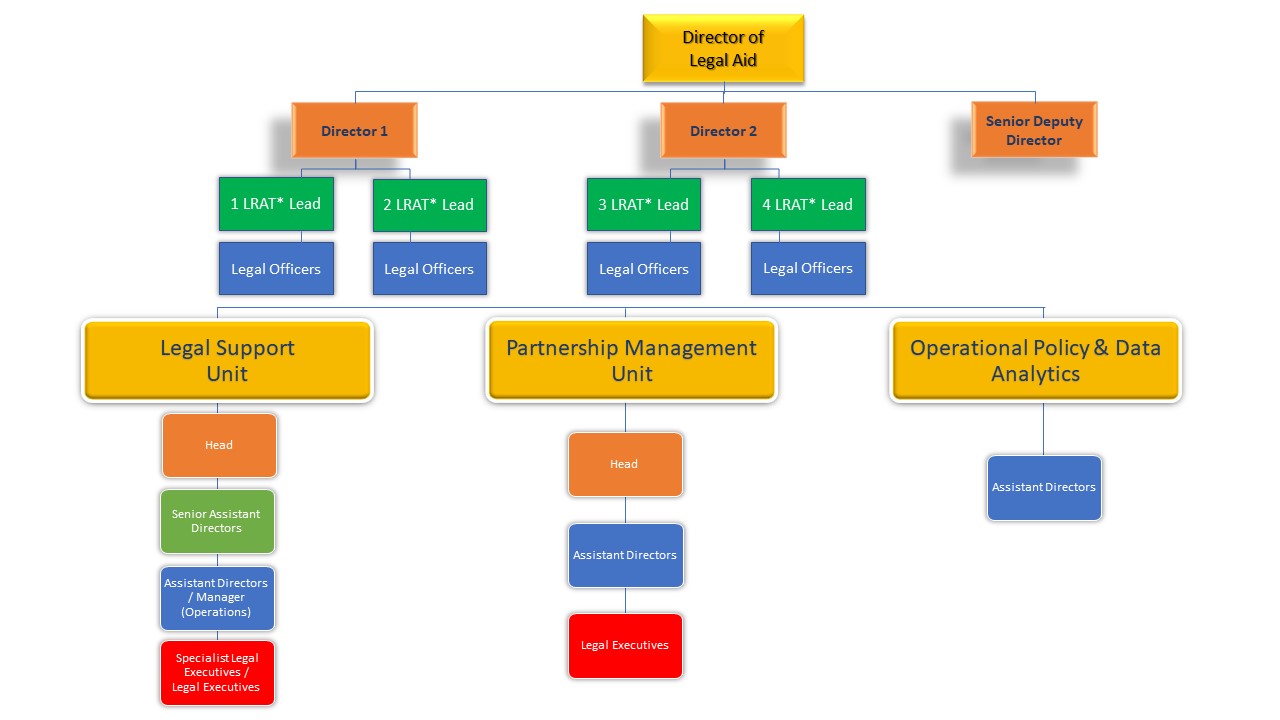 Director of
Legal Aid
Director 1
Director 2
Senior Deputy
Director
1 LRAT* Lead
2 LRAT* Lead
3 LRAT* Lead
4 LRAT* Lead
Legal Officers
Legal Officers
Legal Officers
Legal Officers
Legal Support
Unit
Partnership Management
Unit
Operational Policy & Data
Analytics
Head
Senior Assistant
Directors
Assistant Directors
/ Manager
(Operations)
Specialist Legal
Executives /
Legal Executives
Head
Assistant Directors
Legal Executives
Assistant Directors